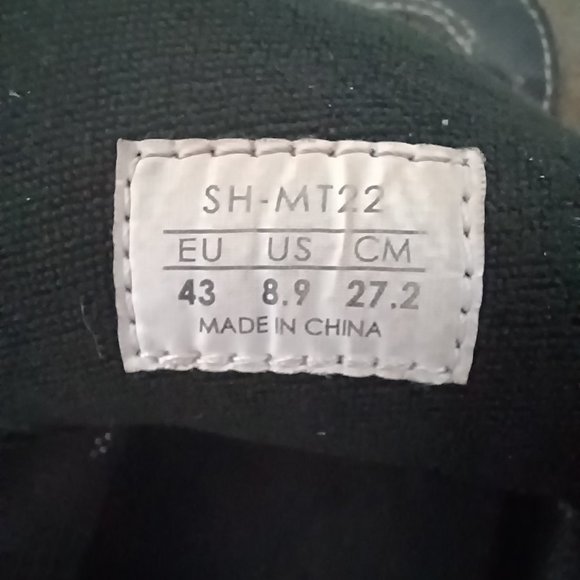 SH-MT22
EU US CM
43 8.9 27.2
MADE IN CHINA